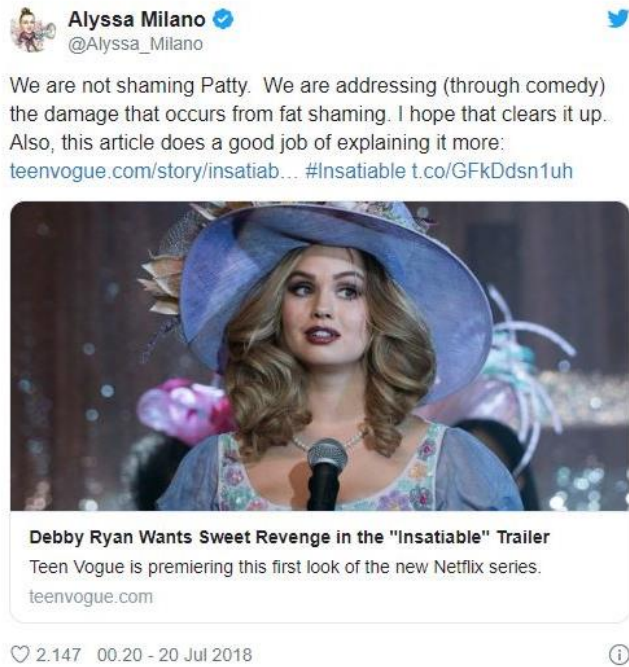 Alyssa Milano
@Alyssa_Milano
We are not shaming Patty.  We are addressing (through comedy)
the damage that occurs from fat shaming. I hope that clears it up.
Also, this article does a good job of explaining it more:
teenvogue.com/story/insatiab... #Insatiable t.co/GFkDdsn1uh
Debby Ryan Wants Sweet Revenge in the "Insatiable" Trailer
Teen Vogue is premiering this first look of the new Netflix series.
teenvogue.com
2.147 00.20 - 20 Jul 2018